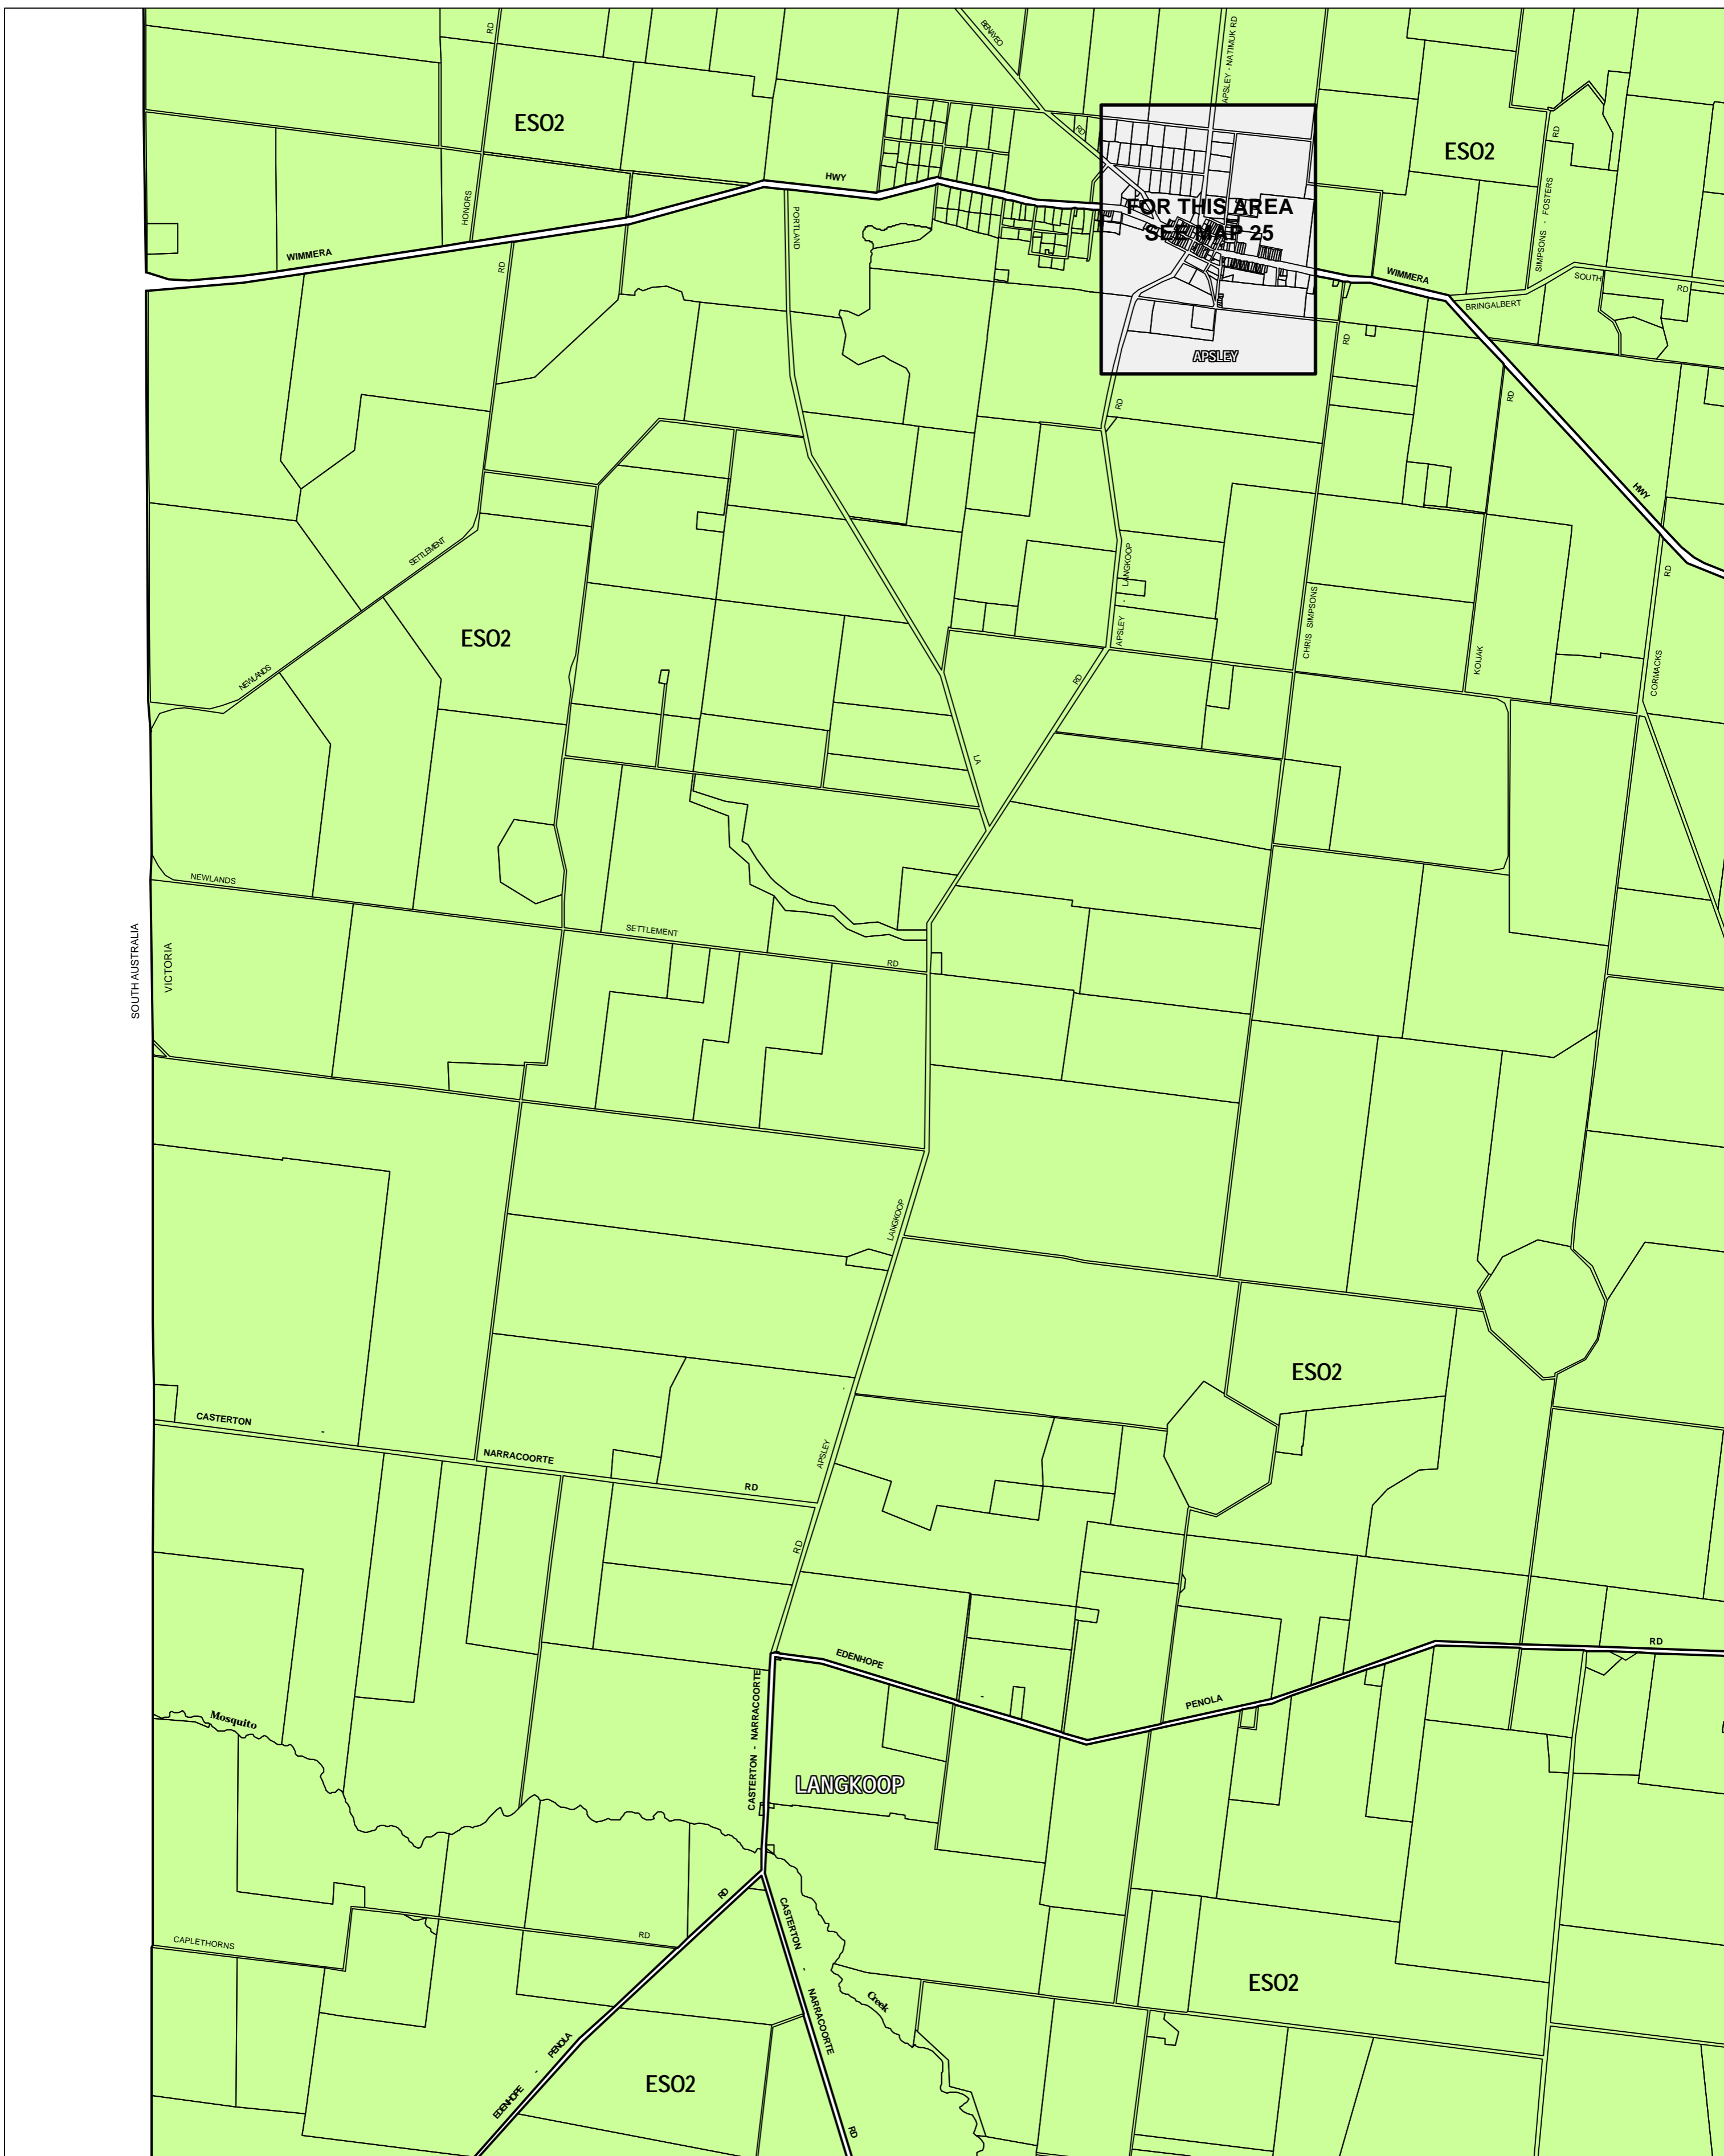 RD
BENAYEO
APSLEY - NATIMUK RD
ESO2
ESO2
RD
RD
HWY
HONORS
PORTLAND
SIMPSONS - FOSTERS
FOR THIS AREA
SEE MAP 25
WIMMERA
RD
WIMMERA
SOUTH
RD
BRINGALBERT
RD
APSLEY
RD
RD
HWY
SETTLEMENT
APSLEY - LANGKOOP
CHRIS SIMPSONS
RD
ESO2
NEWLANDS
RD
KOIJAK
CORMACKS
LA
NEWLANDS
SETTLEMENT
RD
SOUTH AUSTRALIA
VICTORIA
LANGKOOP
-
ESO2
CASTERTON
-
NARRACOORTE
RD
APSLEY
RD
EDENHOPE
-
PENOLA
RD
Mosquito
CASTERTON - NARRACOORTE
LANGKOOP
RD
CASTERTON
-
NARRACOORTE
RD
CAPLETHORNS
RD
Creek
ESO2
EDENHOPE
-
PENOLA
ESO2